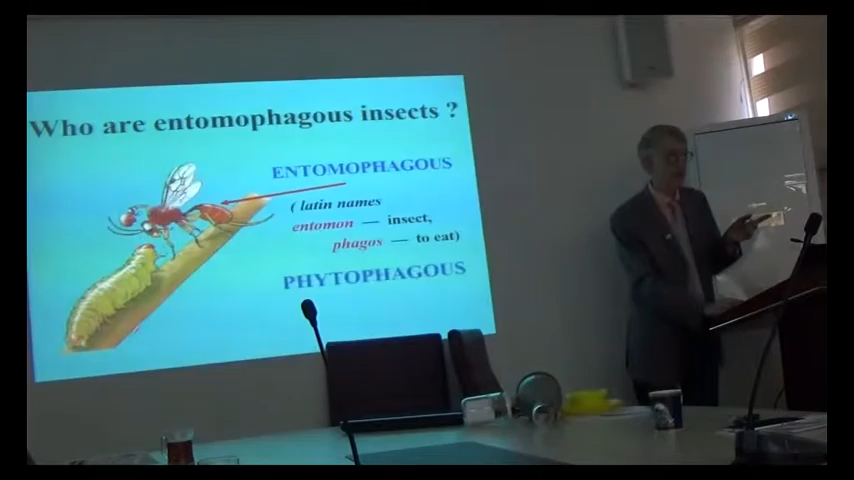 Who are entomophagous insects ?
ENTOMOPHAGOUS
( latin names
entomon — insect,
phagos — to eat)
PHYTOPHAGOUS